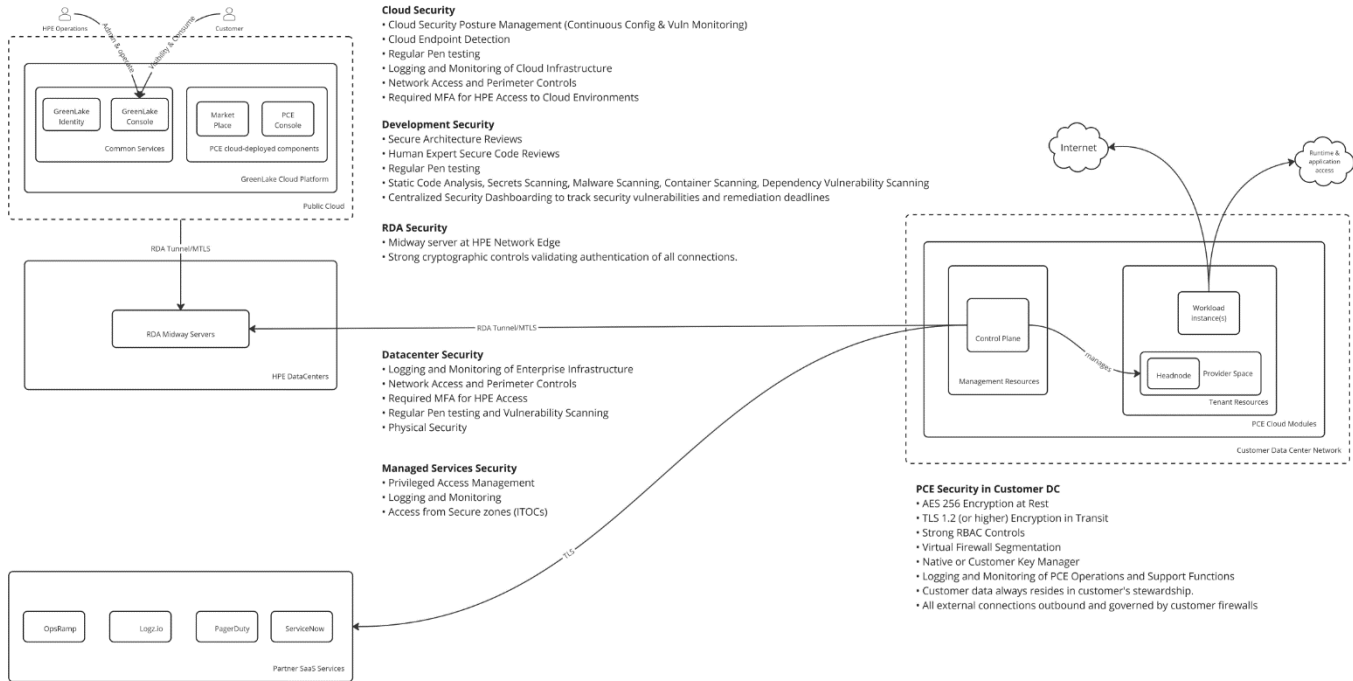 HPE Operations
Customer
Admin & operate
Visibility & Consume
GreenLake
Identity
GreenLake
Console
Common Services
Market
Place
PCE
Console
PCE cloud-deployed components
GreenLake Cloud Platform
Public Cloud
RDA Tunnel/MTLS
RDA Midway Servers
HPE DataCenters
Cloud Security
• Cloud Security Posture Management (Continuous Config & Vuln Monitoring)
• Cloud Endpoint Detection
• Regular Pen testing
• Logging and Monitoring of Cloud Infrastructure
• Network Access and Perimeter Controls
• Required MFA for HPE Access to Cloud Environments
Development Security
• Secure Architecture Reviews
• Human Expert Secure Code Reviews
• Regular Pen testing
• Static Code Analysis, Secrets Scanning, Malware Scanning, Container Scanning, Dependency Vulnerability Scanning
• Centralized Security Dashboarding to track security vulnerabilities and remediation deadlines
RDA Security
• Midway server at HPE Network Edge
• Strong cryptographic controls validating authentication of all connections.
RDA Tunnel/MTLS
Datacenter Security
• Logging and Monitoring of Enterprise Infrastructure
• Network Access and Perimeter Controls
• Required MFA for HPE Access
• Regular Pen testing and Vulnerability Scanning
• Physical Security
Managed Services Security
• Privileged Access Management
• Logging and Monitoring
• Access from Secure zones (ITOCs)
TLS
OpsRamp
Logz.io
PagerDuty
ServiceNow
Partner SaaS Services
Internet
Runtime &
application
access
Control Plane
Management Resources
manages
Workload
Instance(s)
Headnode
Provider Space
Tenant Resources
PCE Cloud Modules
Customer Data Center Network
PCE Security in Customer DC
• AES 256 Encryption at Rest
• TLS 1.2 (or higher) Encryption in Transit
• Strong RBAC Controls
• Virtual Firewall Segmentation
• Native or Customer Key Manager
• Logging and Monitoring of PCE Operations and Support Functions
• Customer data always resides in customer's stewardship.
• All external connections outbound and governed by customer firewalls